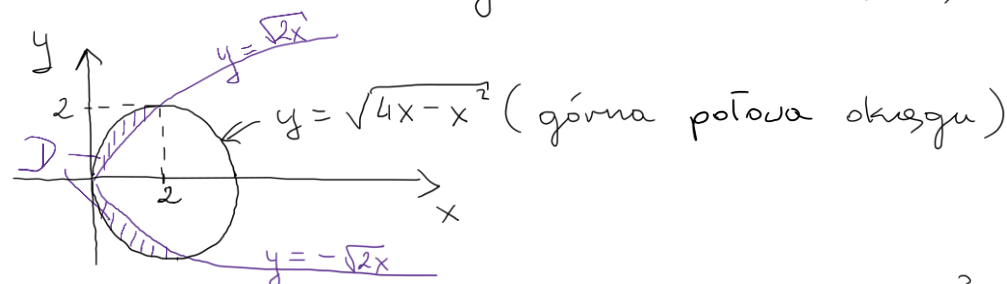 y = √2x
y
2
y = √4x - x² (górna połowa okręgu)
D
2
x
y = -√2x